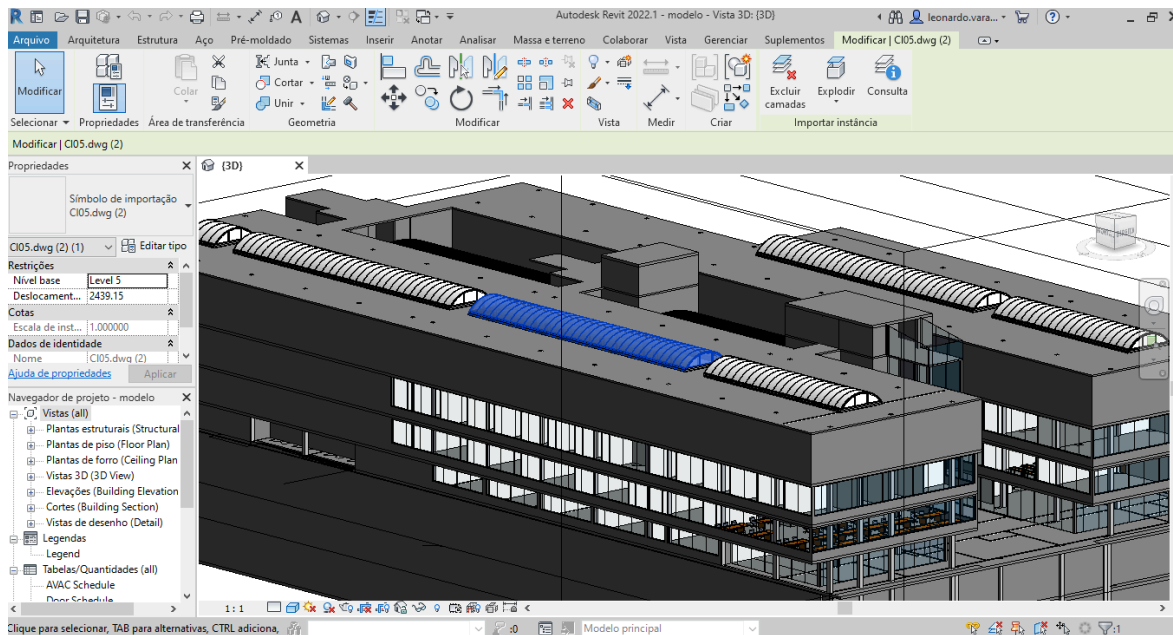 Autodesk Revit 2022.1 - modelo - Vista 3D: {3D}
leonardo.vara...
Arquivo Arquitetura Estrutura Aço Pré-moldado Sistemas Inserir Anotar Analisar Massa e terreno Colaborar Vista Gerenciar Suplementos Modificar | CI05.dwg (2)
Modificar
Colar
Junta
Cortar
Unir
Excluir camadas
Explodir
Consulta
Selecionar Propriedades Área de transferência Geometria Modificar Vista Medir Criar Importar instância
Modificar | CI05.dwg (2)
Propriedades
{3D}
Símbolo de importação
CI05.dwg (2)
CI05.dwg (2) (1) Editar tipo
Restrições
Nível base Level 5
Deslocament... 2439.15
Cotas
Escala de inst... 1.000000
Dados de identidade
Nome CI05.dwg (2)
Ajuda de propriedades Aplicar
Navegador de projeto - modelo
Vistas (all)
Plantas estruturais (Structural
Plantas de piso (Floor Plan)
Plantas de forro (Ceiling Plan
Vistas 3D (3D View)
Elevações (Building Elevation
Cortes (Building Section)
Vistas de desenho (Detail)
Legendas
Legend
Tabelas/Quantidades (all)
AVAC Schedule
Door Schedule
1 : 1
Clique para selecionar, TAB para alternativas, CTRL adiciona,
:0
Modelo principal
:1